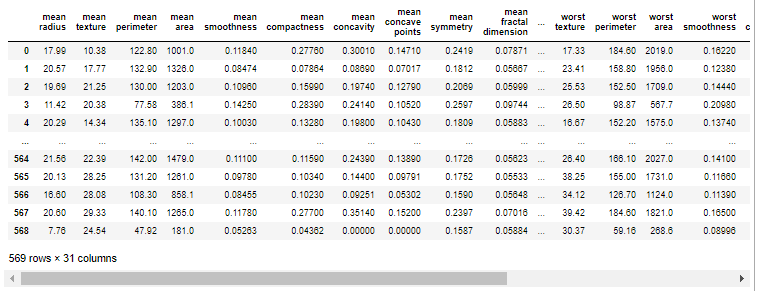 mean radius mean texture mean perimeter mean area mean smoothness mean compactness mean concavity mean concave points mean symmetry mean fractal dimension ... worst texture worst perimeter worst area worst smoothness c
0 17.99 10.38 122.80 1001.0 0.11840 0.27760 0.30010 0.14710 0.2419 0.07871 ... 17.33 184.60 2019.0 0.16220
1 20.57 17.77 132.90 1326.0 0.08474 0.07864 0.08690 0.07017 0.1812 0.05667 ... 23.41 158.80 1956.0 0.12380
2 19.69 21.25 130.00 1203.0 0.10960 0.15990 0.19740 0.12790 0.2069 0.05999 ... 25.53 152.50 1709.0 0.14440
3 11.42 20.38 77.58 386.1 0.14250 0.28390 0.24140 0.10520 0.2597 0.09744 ... 26.50 98.87 567.7 0.20980
4 20.29 14.34 135.10 1297.0 0.10030 0.13280 0.19800 0.10430 0.1809 0.05883 ... 16.67 152.20 1575.0 0.13740
... ... ... ... ... ... ... ... ... ... ... ... ... ... ... ...
564 21.56 22.39 142.00 1479.0 0.11100 0.11590 0.24390 0.13890 0.1726 0.05623 ... 26.40 166.10 2027.0 0.14100
565 20.13 28.25 131.20 1261.0 0.09780 0.10340 0.14400 0.09791 0.1752 0.05533 ... 38.25 155.00 1731.0 0.11660
566 16.60 28.08 108.30 858.1 0.08455 0.10230 0.09251 0.05302 0.1590 0.05648 ... 34.12 126.70 1124.0 0.11390
567 20.60 29.33 140.10 1265.0 0.11780 0.27700 0.35140 0.15200 0.2397 0.07016 ... 39.42 184.60 1821.0 0.16500
568 7.76 24.54 47.92 181.0 0.05263 0.04362 0.00000 0.00000 0.1587 0.05884 ... 30.37 59.16 268.6 0.08996
569 rows × 31 columns